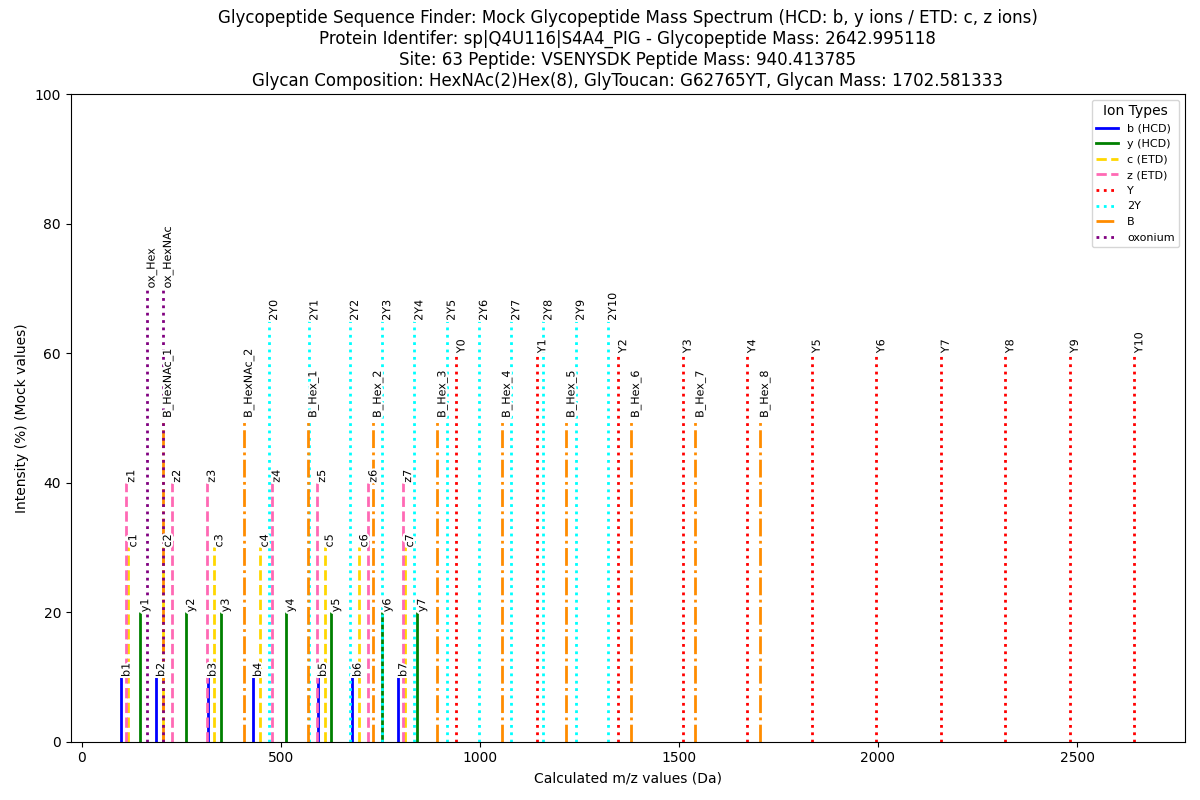 Glycopeptide Sequence Finder: Mock Glycopeptide Mass Spectrum (HCD: b, y ions / ETD: c, z ions)
Protein Identifer: sp|Q4U116|S4A4_PIG - Glycopeptide Mass: 2642.995118
Site: 63 Peptide: VSENYSDK Peptide Mass: 940.413785
Glycan Composition: HexNAc(2)Hex(8), GlyToucan: G62765YT, Glycan Mass: 1702.581333
Intensity (%) (Mock values)
100
80
60
40
20
0
Ion Types
b (HCD)
y (HCD)
c (ETD)
z (ETD)
Y
2Y
B
oxonium
ox_Hex
ox_HexNAc
2Y0
2Y1
2Y2
2Y3
2Y4
2Y5
2Y6
2Y7
2Y8
2Y9
2Y10
Y0
Y1
Y2
Y3
Y4
Y5
Y6
Y7
Y8
Y9
Y10
B_HexNAc_1
B_HexNAc_2
B_Hex_1
B_Hex_2
B_Hex_3
B_Hex_4
B_Hex_5
B_Hex_6
B_Hex_7
B_Hex_8
z1
z2
z3
z4
z5
z6
z7
c1
c2
c3
c4
c5
c6
c7
y1
y2
y3
y4
y5
y6
y7
b1
b2
b3
b4
b5
b6
b7
0
500
1000
1500
2000
2500
Calculated m/z values (Da)